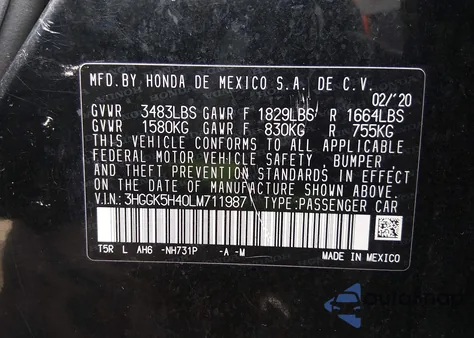 MFD. BY HONDA DE MEXICO S.A. DE C.V.
02/'20
GVWR 3483LBS GAWR F 1829LBS R 1664LBS
GVWR 1580KG GAWR F 830KG R 755KG
THIS VEHICLE CONFORMS TO ALL APPLICABLE
FEDERAL MOTOR VEHICLE SAFETY, BUMPER,
AND THEFT PREVENTION STANDARDS IN EFFECT
ON THE DATE OF MANUFACTURE SHOWN ABOVE.
V.I.N.: 3HGGK5H40LM711987 TYPE:PASSENGER CAR
T5R L AH6 -NH731P -A -M
MADE IN MEXICO